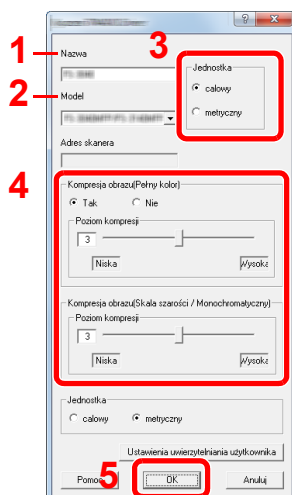 1 Nazwa
3
Jednostka
calowy
metryczny
2 Model
Adres skanera
4
Kompresja obrazu(Pełny kolor)
Tak Nie
Poziom kompresji
3
Niska Wysoka
Kompresja obrazu(Skala szarości / Monochromatyczny)
Poziom kompresji
3
Niska Wysoka
Jednostka
calowy metryczny
Ustawienia uwierzytelniania użytkownika
5
Pomoc OK Anuluj